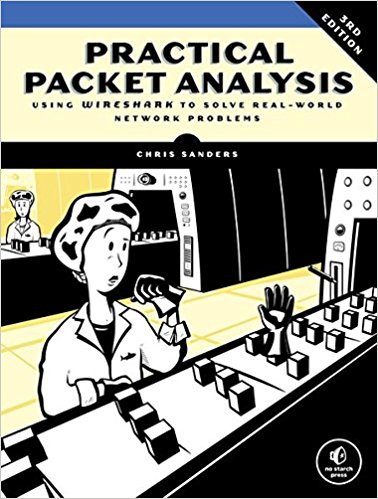 3RD EDITION
PRACTICAL
PACKET ANALYSIS
USING WIRESHARK TO SOLVE REAL-WORLD
NETWORK PROBLEMS
CHRIS SANDERS
no starch press